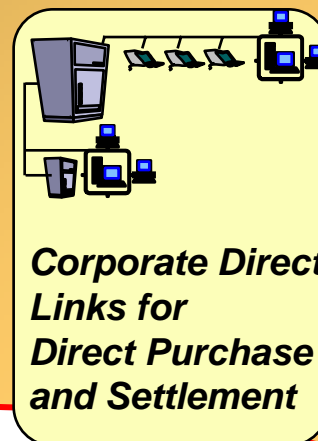 Corporate Direct
Links for
Direct Purchase
and Settlement